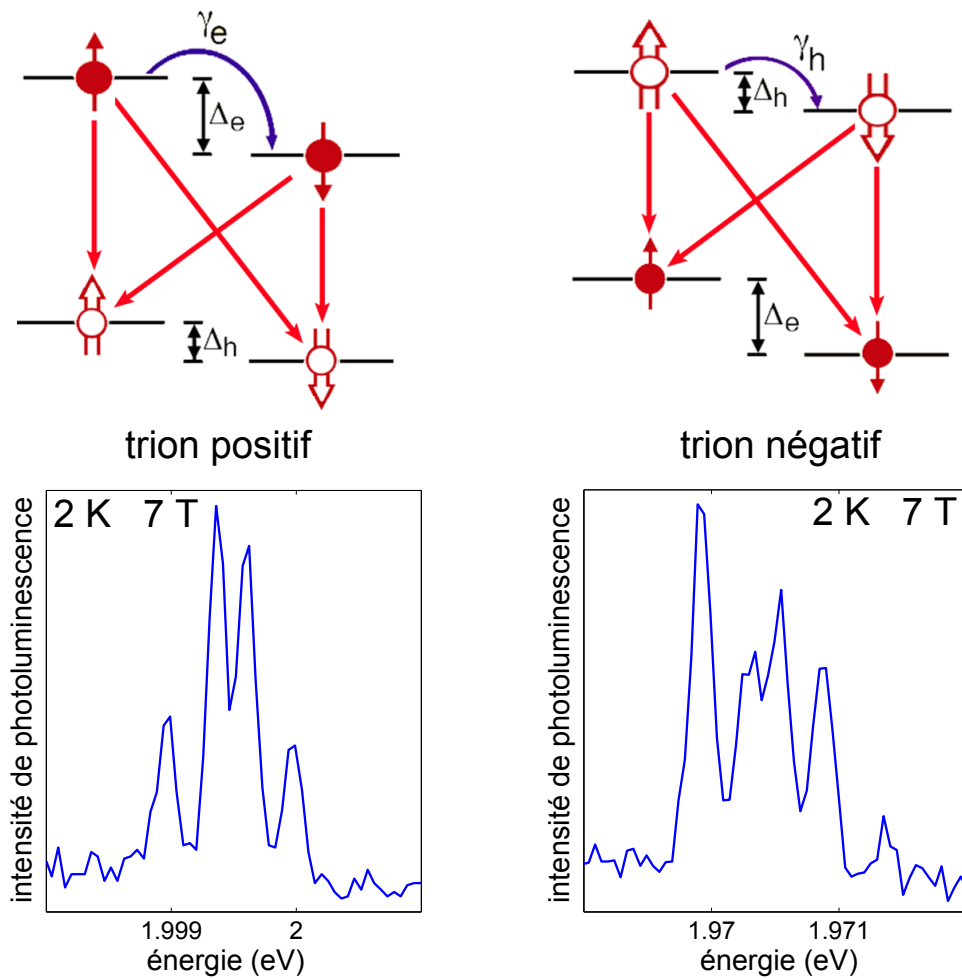 γe
Δe
Δh
trion positif
γh
Δh
Δe
trion négatif
2 K 7 T
intensité de photoluminescence
1.999 2
énergie (eV)
2 K 7 T
intensité de photoluminescence
1.97 1.971
énergie (eV)